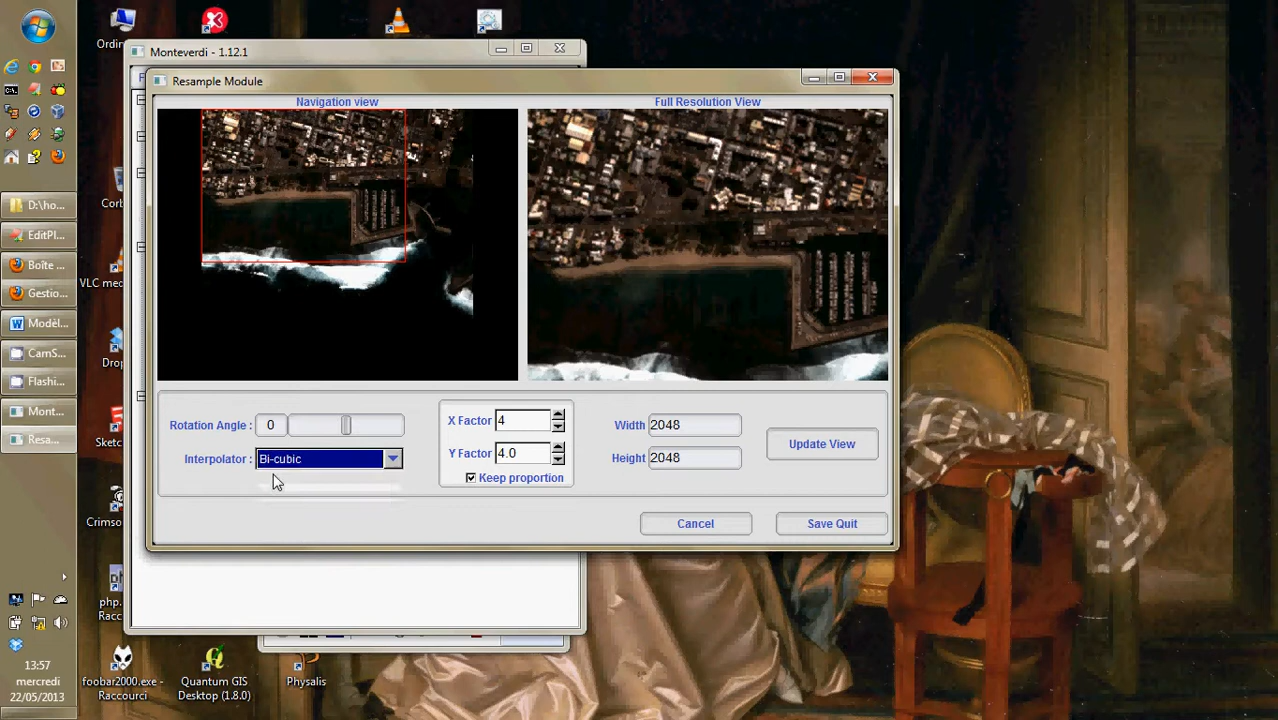 Ordin
Monteverdi - 1.12.1
F
Resample Module
Navigation view
Full Resolution View
Corb
D:\ho...
EditPl...
Boîte ...
VLC med
Gestio...
Modèl...
Drop
CamS...
Flashi...
Mont...
Resa...
Sketc
Rotation Angle :
0
X Factor
4
Width
2048
Update View
Interpolator :
Bi-cubic
Y Factor
4.0
Height
2048
Keep proportion
Crimso
Cancel
Save Quit
php.
Racco
13:57
mercredi
22/05/2013
foobar2000.exe -
Raccourci
Quantum GIS
Desktop (1.8.0)
Physalis